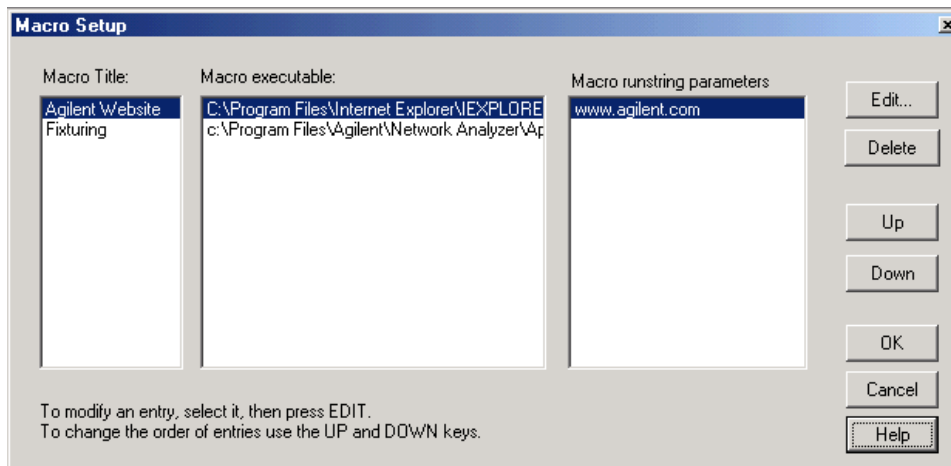 Macro Setup
Macro Title:
Macro executable:
Macro runstring parameters
Agilent Website
C:\Program Files\Internet Explorer\IEXPLORE
www.agilent.com
Fixturing
c:\Program Files\Agilent\Network Analyzer\Ap
Edit...
Delete
Up
Down
OK
Cancel
Help
To modify an entry, select it, then press EDIT.
To change the order of entries use the UP and DOWN keys.